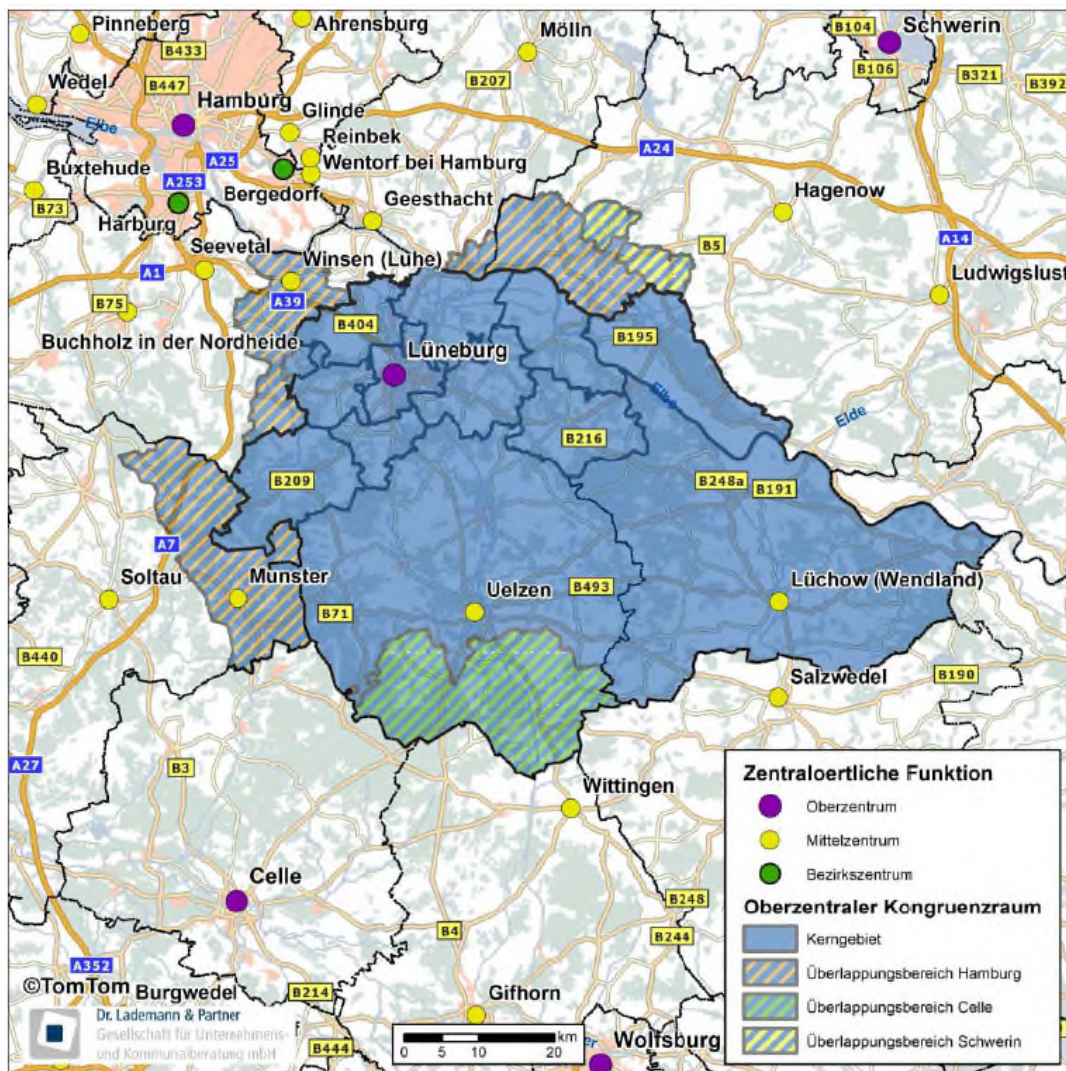 Pinneberg
Ahrensburg
Mölln
B104
Schwerin
B433
B207
B106
B321
B392
Wedel
B447
Hamburg
Glinde
Elbe
Reinbek
A24
Buxtehude
A25
Wentorf bei Hamburg
A253
B73
Bergedorf
Geesthacht
Hagenow
Harburg
Seevetal
B5
A14
A1
Winsen (Luhe)
Ludwigslust
B75
A39
B404
B195
Buchholz in der Nordheide
Lüneburg
Elbe
Elde
B216
B209
B248a
B191
A7
Soltau
Munster
Uelzen
B493
Lüchow (Wendland)
B71
B440
Salzwedel
B190
A27
B3
Wittingen
Celle
B248
B4
B244
A352
©TomTom
Burgwedel
B214
Gifhorn
B444
Wolfsburg
Zentraloertliche Funktion
Oberzentrum
Mittelzentrum
Bezirkszentrum
Oberzentraler Kongruenzraum
Kerngebiet
Überlappungsbereich Hamburg
Überlappungsbereich Celle
Überlappungsbereich Schwerin
Dr. Lademann & Partner
Gesellschaft für Unternehmens-
und Kommunalberatung mbH
km
0 5 10 20